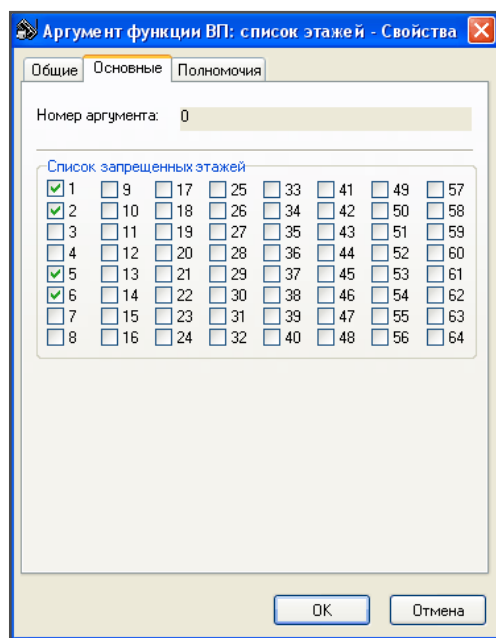 Аргумент функции ВП: список этажей - Свойства
Общие Основные Полномочия
Номер аргумента: 0
Список запрещенных этажей
1 9 17 25 33 41 49 57
2 10 18 26 34 42 50 58
3 11 19 27 35 43 51 59
4 12 20 28 36 44 52 60
5 13 21 29 37 45 53 61
6 14 22 30 38 46 54 62
7 15 23 31 39 47 55 63
8 16 24 32 40 48 56 64
OK Отмена